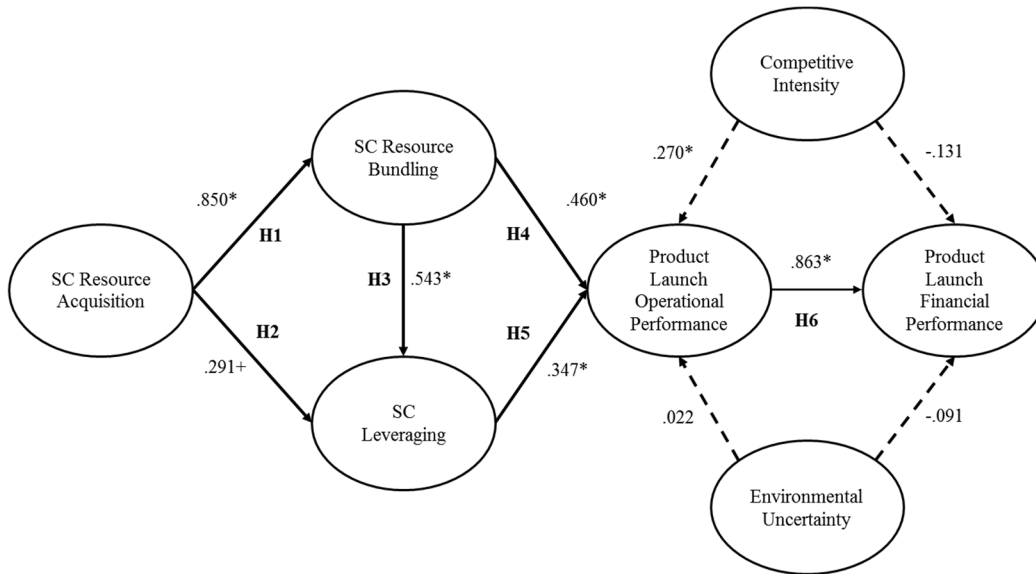 Competitive
Intensity
SC Resource
Bundling
.270*
-.131
.850*
.460*
H1
H4
SC Resource
Acquisition
H3
.543*
Product
Launch
Operational
Performance
.863*
H6
Product
Launch
Financial
Performance
H2
.291+
H5
.347*
SC
Leveraging
.022
-.091
Environmental
Uncertainty